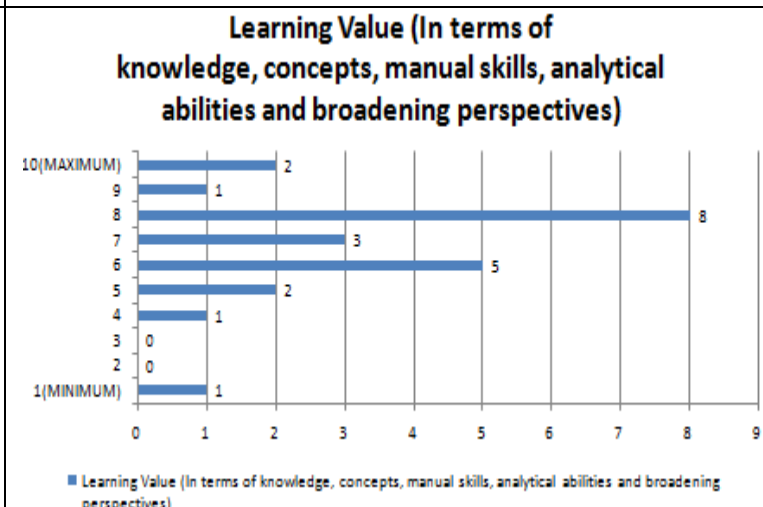 Learning Value (In terms of
knowledge, concepts, manual skills, analytical
abilities and broadening perspectives)
10(MAXIMUM) 2
9 1
8 8
7 3
6 5
5 2
4 1
3 0
2 0
1(MINIMUM) 1
0 1 2 3 4 5 6 7 8 9
Learning Value (In terms of knowledge, concepts, manual skills, analytical abilities and broadening
perspectives)